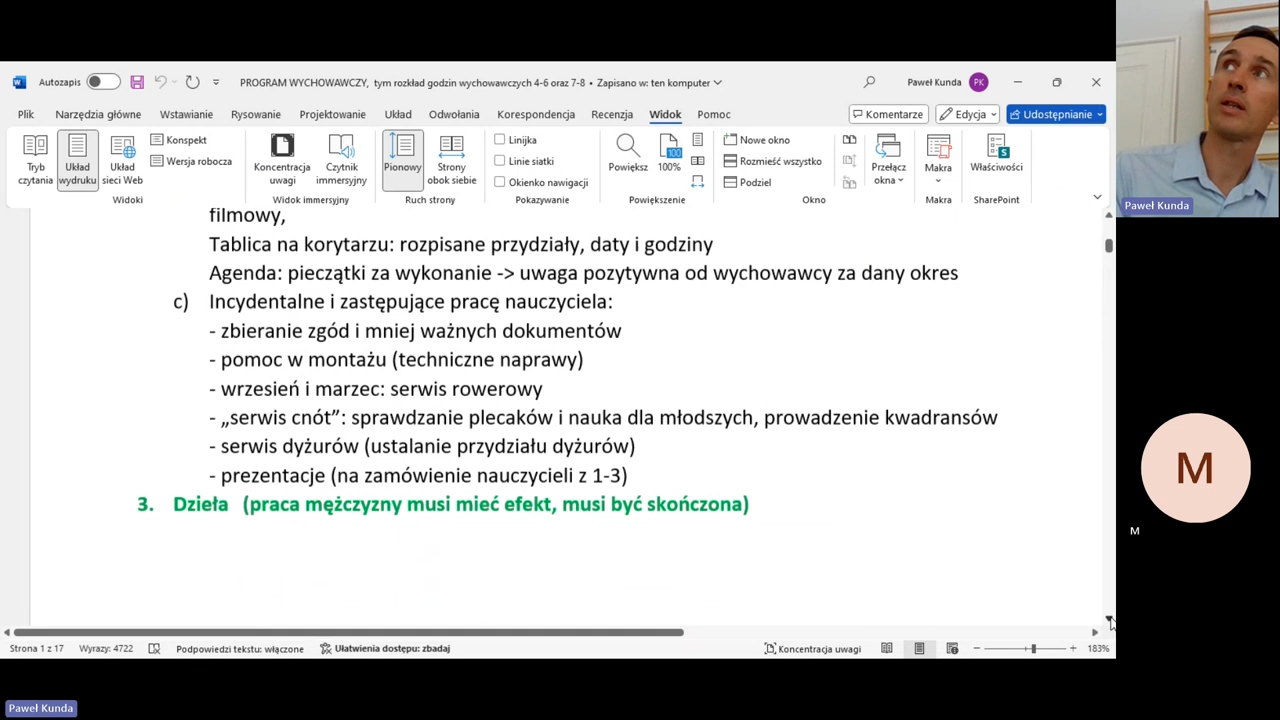 Autozapis
PROGRAM WYCHOWAWCZY, tym rozkład godzin wychowawczych 4-6 oraz 7-8 • Zapisano w: ten komputer
Paweł Kunda
PK
Plik
Narzędzia główne
Wstawianie
Rysowanie
Projektowanie
Układ
Odwołania
Korespondencja
Recenzja
Widok
Pomoc
Komentarze
Edycja
Udostępnianie
Tryb czytania
Układ wydruku
Układ sieci Web
Konspekt
Wersja robocza
Widoki
Koncentracja uwagi
Czytnik immersyjny
Widok immersyjny
Pionowy
Strony obok siebie
Ruch strony
Linijka
Linie siatki
Okienko nawigacji
Pokazywanie
Powiększ
100
100%
Powiększenie
Nowe okno
Rozmieść wszystko
Podziel
Przełącz okna
Okno
Makra
Makra
Właściwości
SharePoint
filmowy,
Tablica na korytarzu: rozpisane przydziały, daty i godziny
Agenda: pieczątki za wykonanie -> uwaga pozytywna od wychowawcy za dany okres
c) Incydentalne i zastępujące pracę nauczyciela:
- zbieranie zgód i mniej ważnych dokumentów
- pomoc w montażu (techniczne naprawy)
- wrzesień i marzec: serwis rowerowy
- „serwis cnót”: sprawdzanie plecaków i nauka dla młodszych, prowadzenie kwadransów
- serwis dyżurów (ustalanie przydziału dyżurów)
- prezentacje (na zamówienie nauczycieli z 1-3)
3. Dzieła (praca mężczyzny musi mieć efekt, musi być skończona)
Strona 1 z 17
Wyrazy: 4722
Podpowiedzi tekstu: włączone
Ułatwienia dostępu: zbadaj
Koncentracja uwagi
183%
Paweł Kunda
M
M
Paweł Kunda